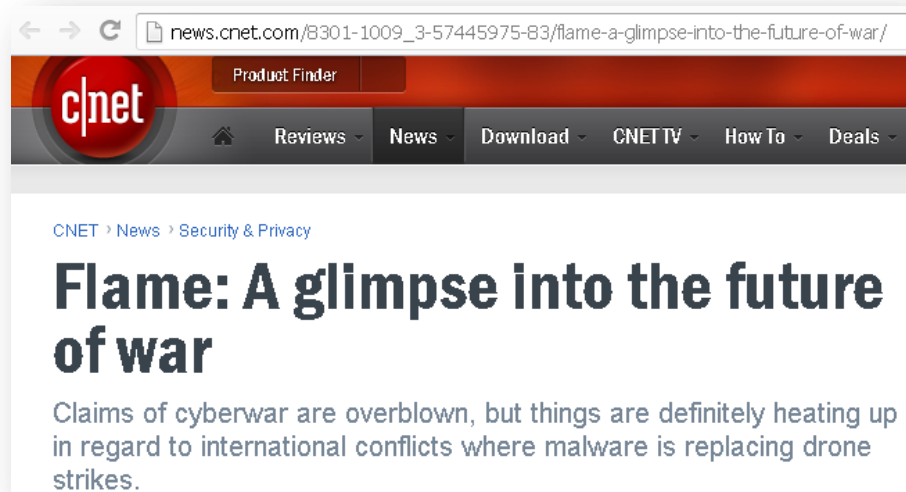 news.cnet.com/8301-1009_3-57445975-83/flame-a-glimpse-into-the-future-of-war/
Product Finder
c|net
Reviews News Download CNET TV How To Deals
CNET › News › Security & Privacy
Flame: A glimpse into the future
of war
Claims of cyberwar are overblown, but things are definitely heating up
in regard to international conflicts where malware is replacing drone
strikes.